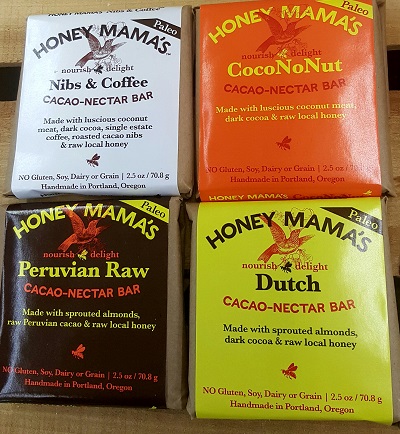 Nibs & Coffee
Paleo
HONEY MAMA'S
nourish delight
Nibs & Coffee
CACAO-NECTAR BAR
Made with luscious coconut
meat, dark cocoa, single estate
coffee, roasted cacao nibs
& raw local honey
NO Gluten, Soy, Dairy or Grain | 2.5 oz / 70.8 g
Handmade in Portland, Oregon
Paleo
HONEY MAMA'S
nourish delight
CocoNoNut
CACAO-NECTAR BAR
Made with luscious coconut meat,
dark cocoa & raw local honey
NO Gluten, Soy, Dairy or Grain | 2.5 oz / 70.8 g
Handmade in Portland, Oregon
Paleo
HONEY MAMA'S
nourish delight
Peruvian Raw
CACAO-NECTAR BAR
Made with sprouted almonds,
raw Peruvian cacao & raw local honey
NO Gluten, Soy, Dairy or Grain | 2.5 oz / 70.8 g
Handmade in Portland, Oregon
Paleo
HONEY MAMA'S
nourish delight
Dutch
CACAO-NECTAR BAR
Made with sprouted almonds,
dark cocoa & raw local honey
NO Gluten, Soy, Dairy or Grain | 2.5 oz / 70.8 g
Handmade in Portland, Oregon